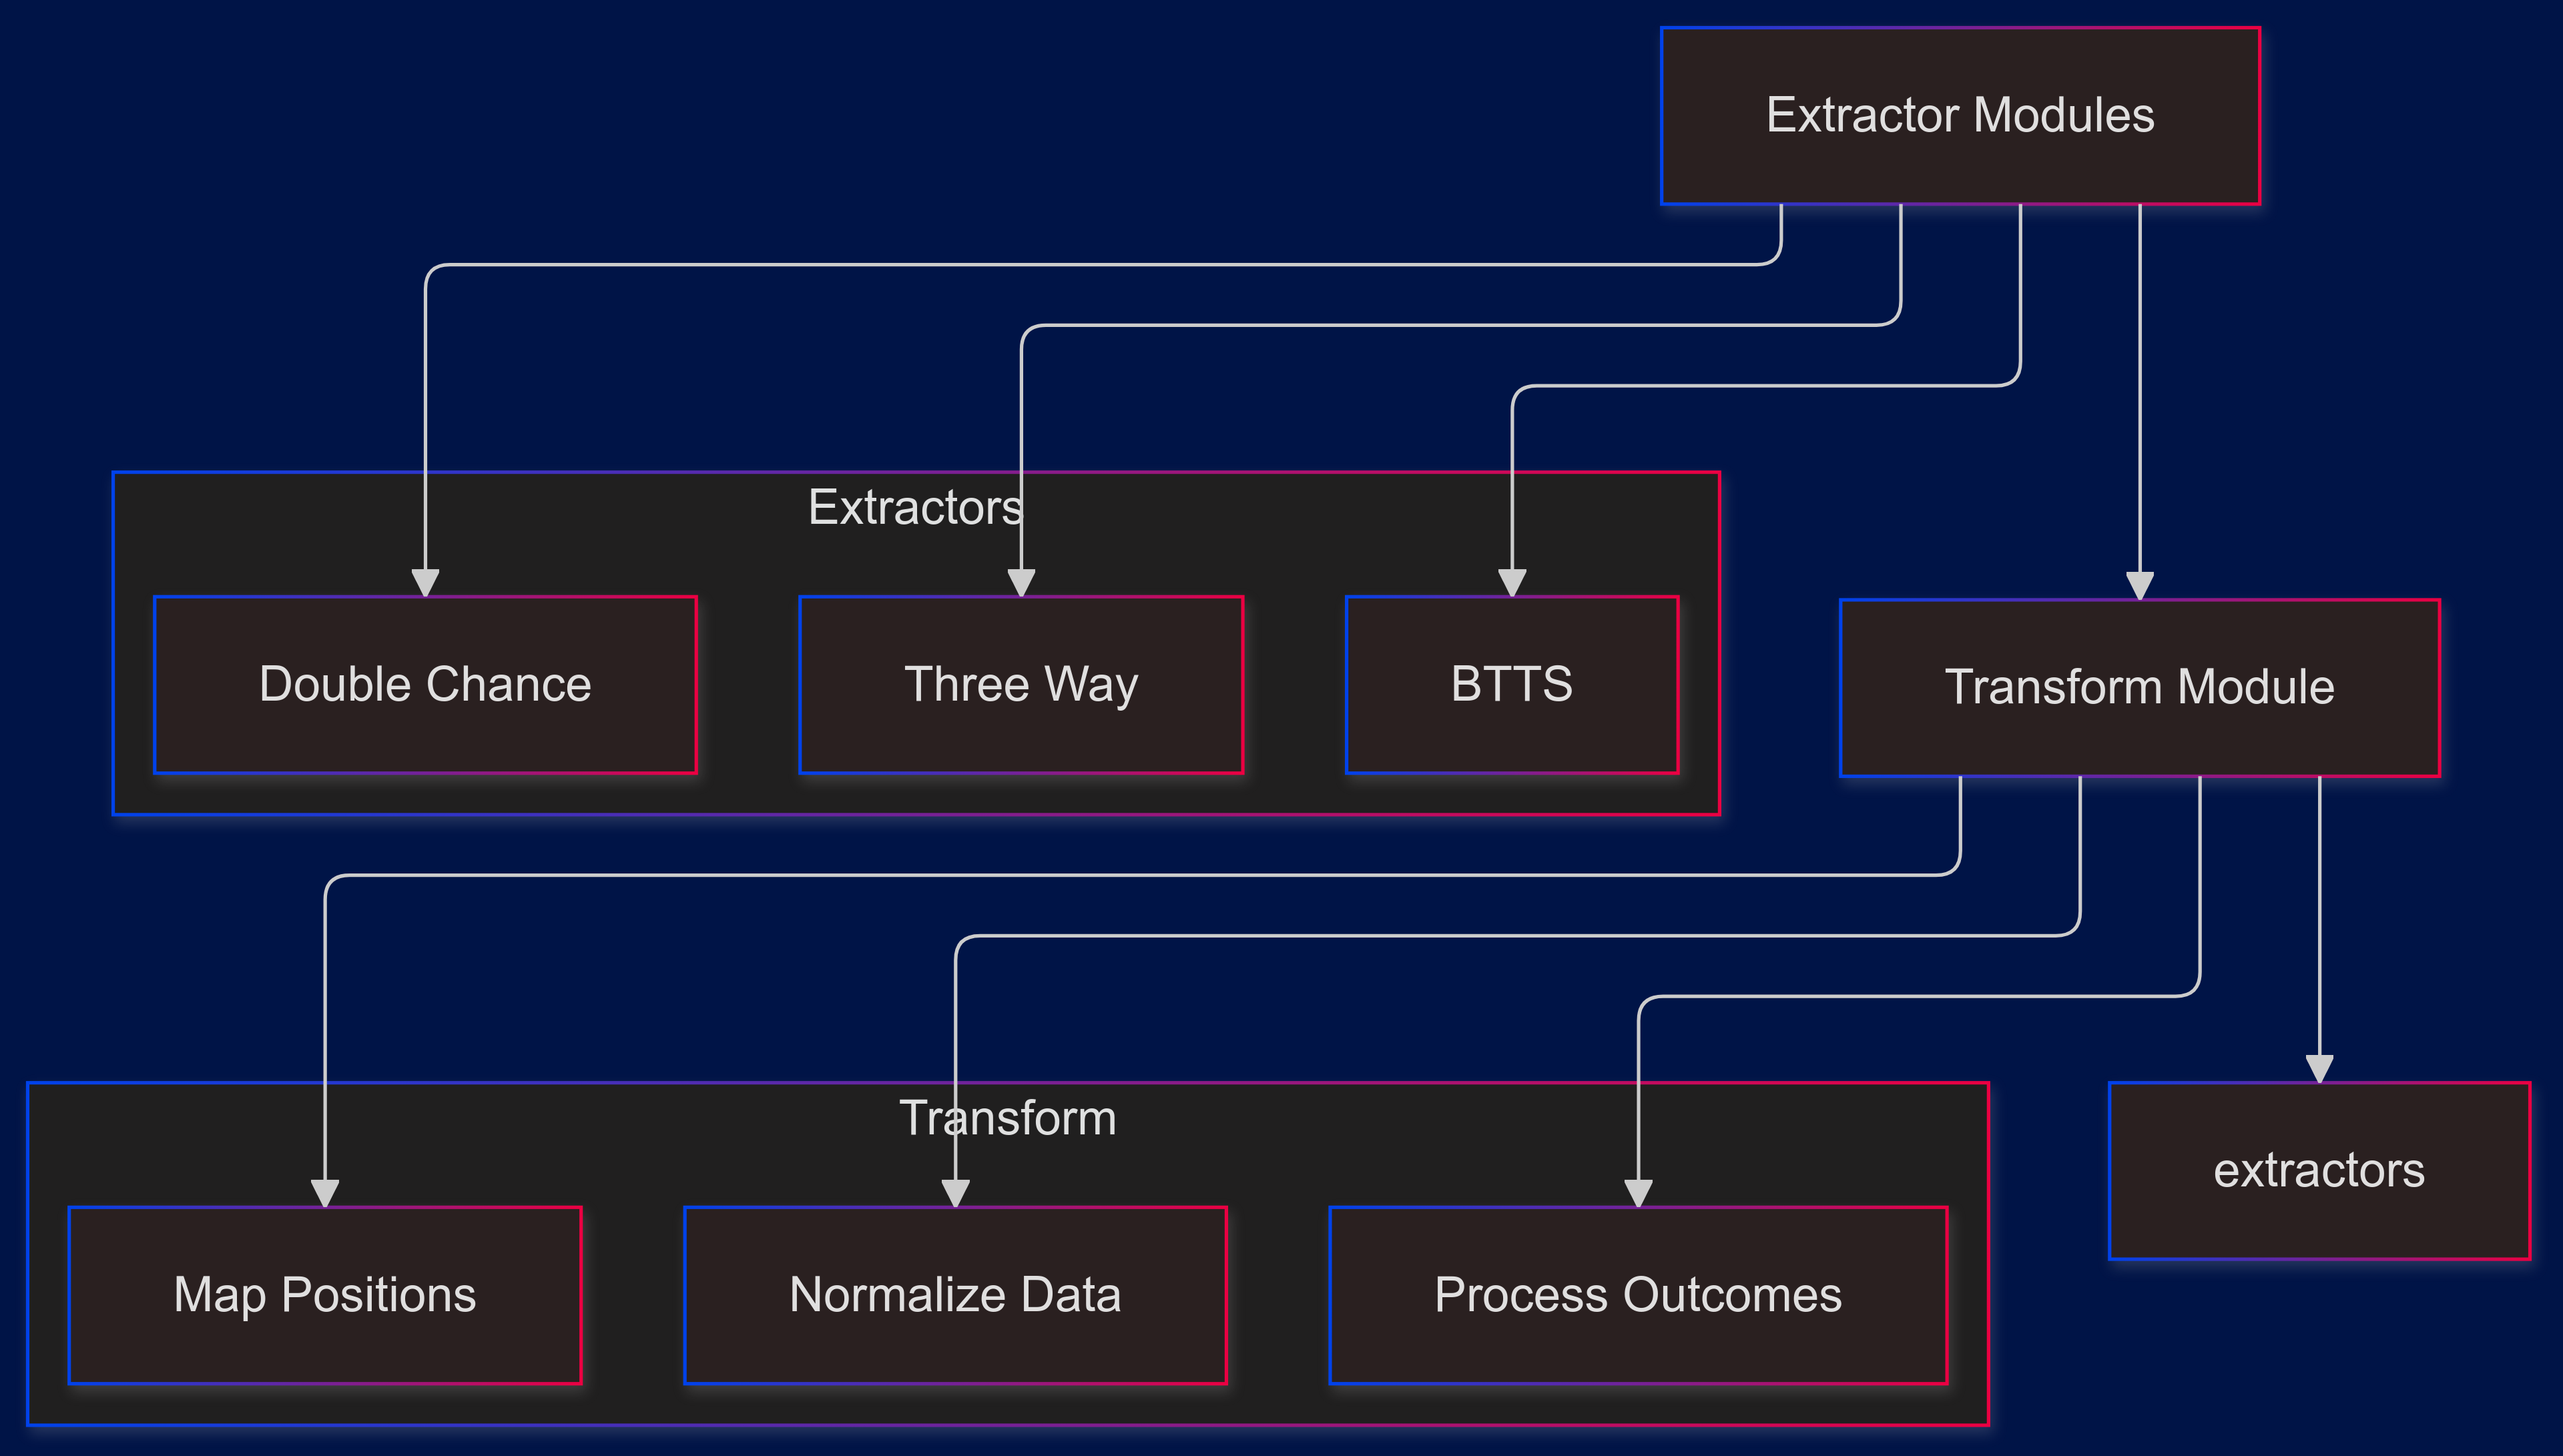 Extractor Modules
Extractors
Double Chance
Three Way
BTTS
Transform Module
Transform
extractors
Map Positions
Normalize Data
Process Outcomes